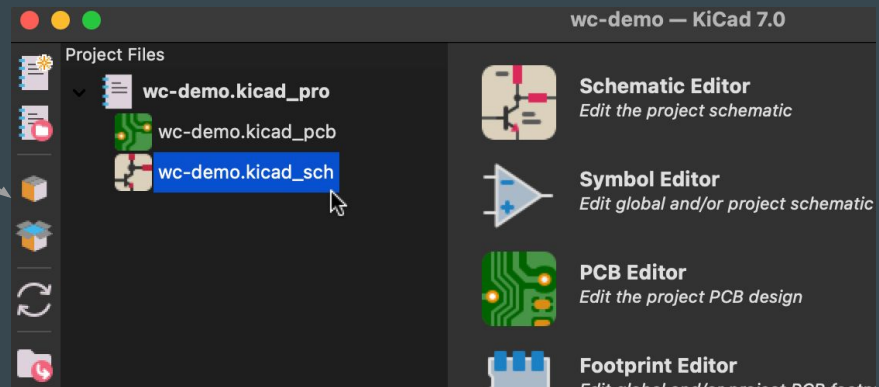 wc-demo — KiCad 7.0
Project Files
wc-demo.kicad_pro
wc-demo.kicad_pcb
wc-demo.kicad_sch
Schematic Editor
Edit the project schematic
Symbol Editor
Edit global and/or project schematic
PCB Editor
Edit the project PCB design
Footprint Editor